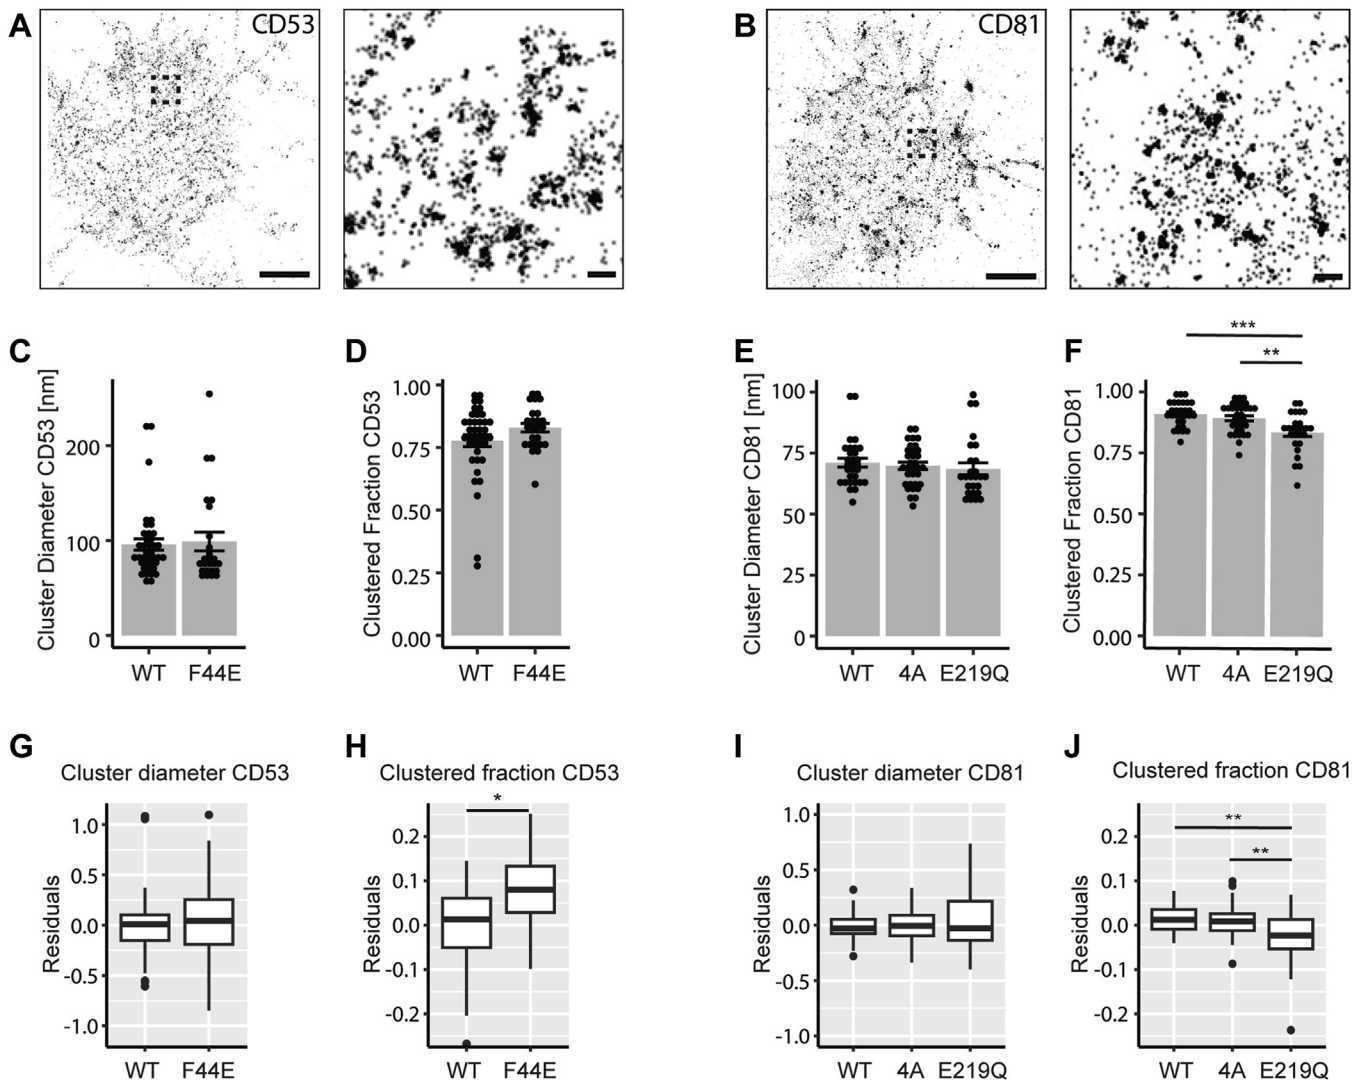 A
CD53
B
CD81
C
Cluster Diameter CD53 [nm]
200
100
0
WT
F44E
D
Clustered Fraction CD53
1.00
0.75
0.50
0.25
0.00
WT
F44E
E
Cluster Diameter CD81 [nm]
100
75
50
25
0
WT
4A
E219Q
F
Clustered Fraction CD81
***
**
1.00
0.75
0.50
0.25
0.00
WT
4A
E219Q
G
Cluster diameter CD53
Residuals
1.0
0.5
0.0
-0.5
-1.0
WT
F44E
H
Clustered fraction CD53
*
Residuals
0.2
0.1
0.0
-0.1
-0.2
WT
F44E
I
Cluster diameter CD81
Residuals
1.0
0.5
0.0
-0.5
-1.0
WT
4A
E219Q
J
Clustered fraction CD81
**
**
Residuals
0.2
0.1
0.0
-0.1
-0.2
WT
4A
E219Q